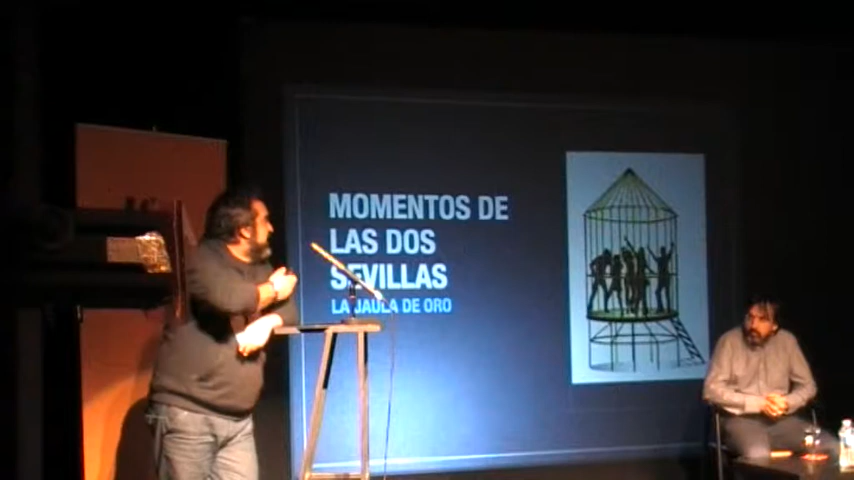 MOMENTOS DE
LAS DOS
SEVILLAS
LA JAULA DE ORO